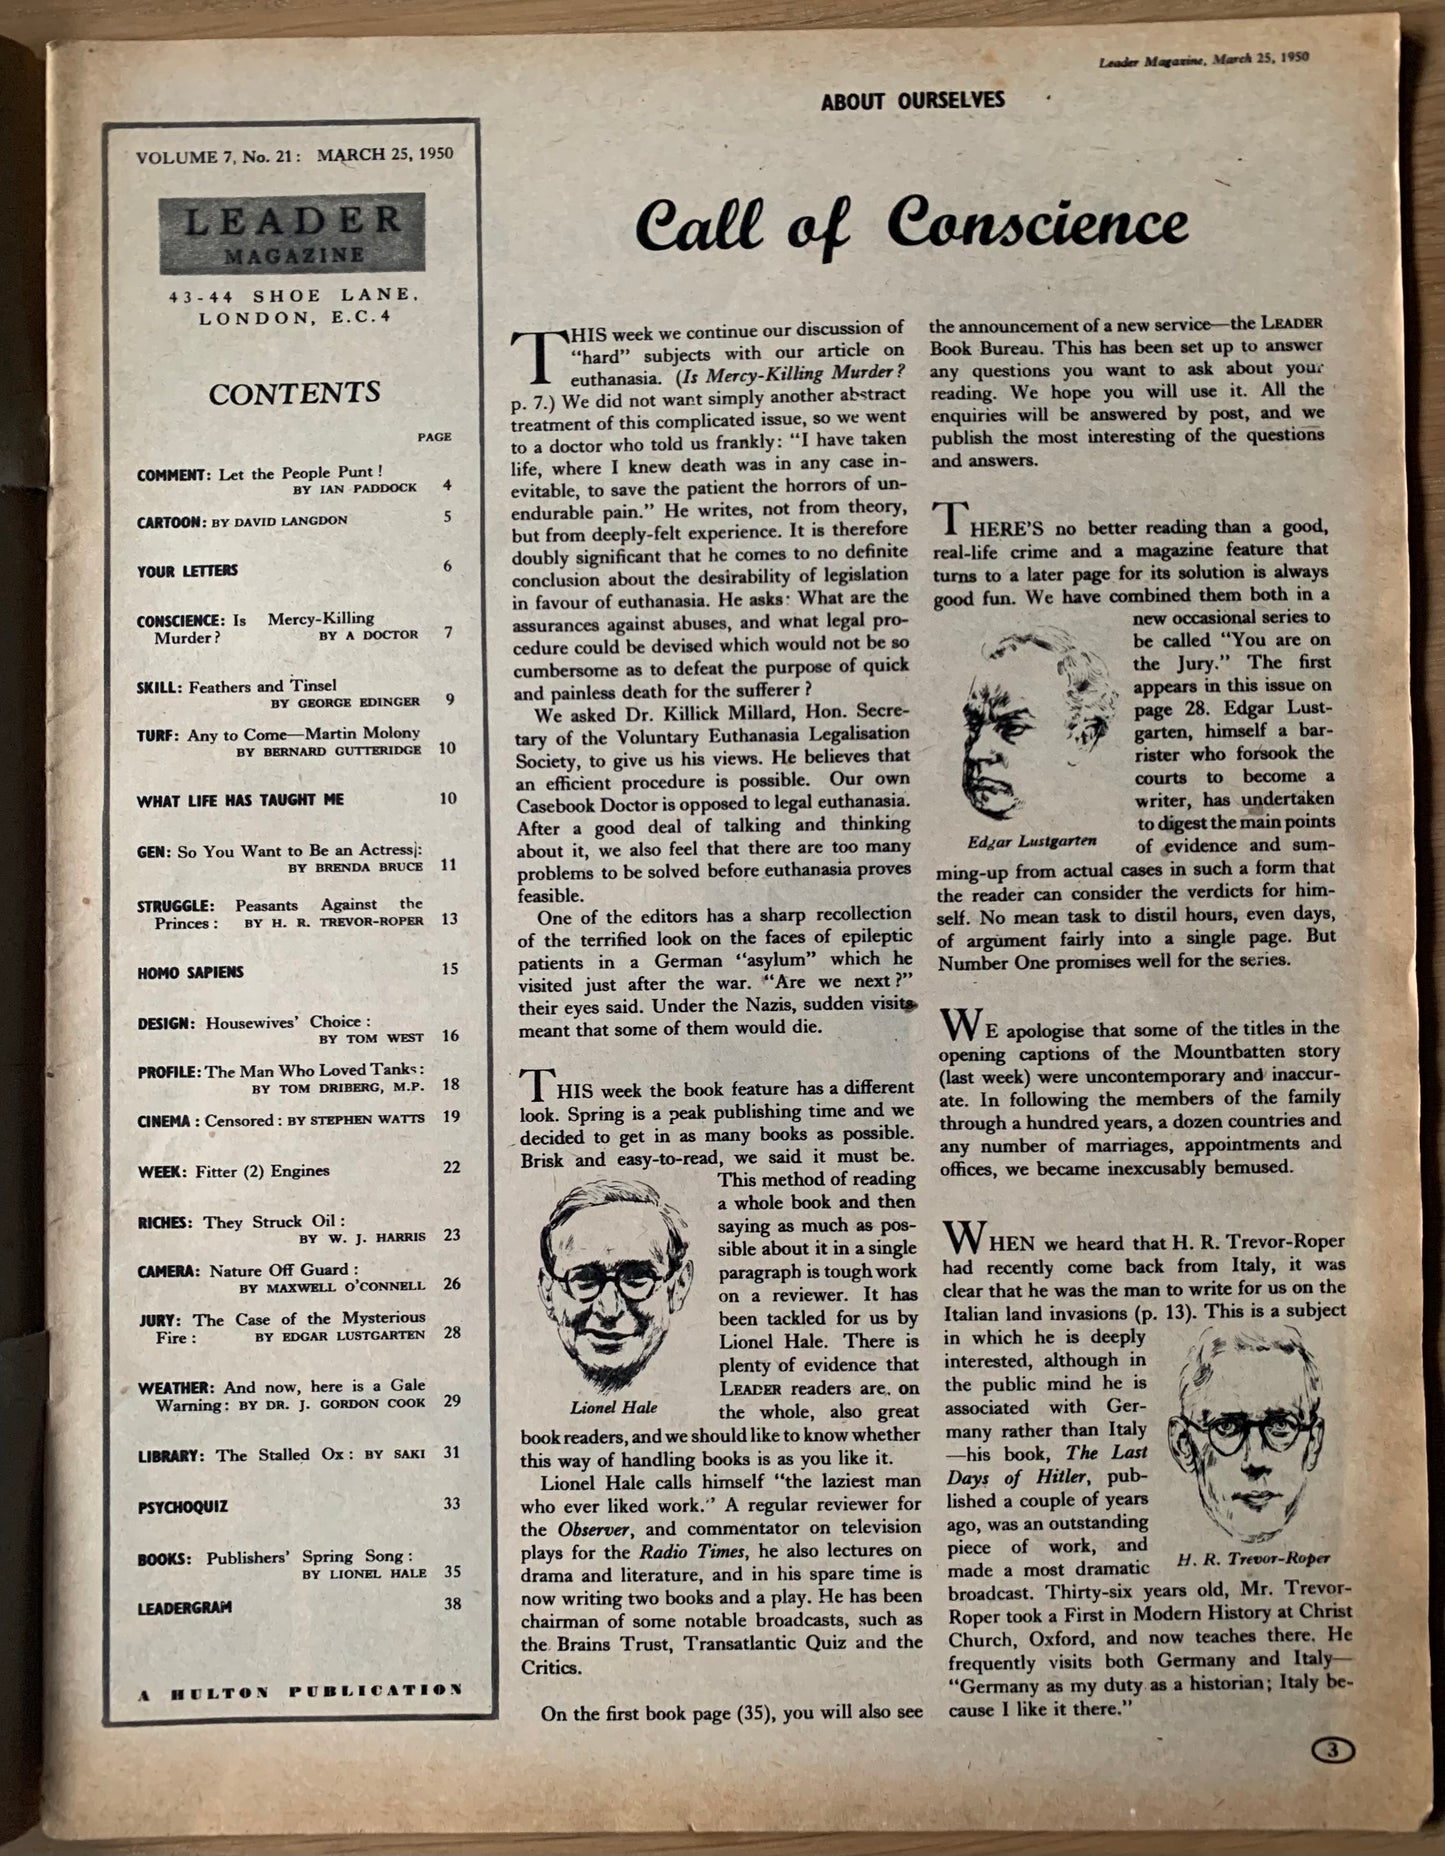 Leader Magazine, March 25, 1950
ABOUT OURSELVES
VOLUME 7, No. 21: MARCH 25, 1950
LEADER
MAGAZINE
43-44 SHOE LANE,
LONDON, E.C.4
CONTENTS
PAGE
COMMENT: Let the People Punt!
BY IAN PADDOCK 4
CARTOON: BY DAVID LANGDON 5
YOUR LETTERS 6
CONSCIENCE: Is Mercy-Killing
Murder? BY A DOCTOR 7
SKILL: Feathers and Tinsel
BY GEORGE EDINGER 9
TURF: Any to Come—Martin Molony
BY BERNARD GUTTERIDGE 10
WHAT LIFE HAS TAUGHT ME 10
GEN: So You Want to Be an Actress:
BY BRENDA BRUCE 11
STRUGGLE: Peasants Against the
Princes: BY H. R. TREVOR-ROPER 13
HOMO SAPIENS 15
DESIGN: Housewives' Choice:
BY TOM WEST 16
PROFILE: The Man Who Loved Tanks:
BY TOM DRIBERG, M.P. 18
CINEMA: Censored: BY STEPHEN WATTS 19
WEEK: Fitter (2) Engines 22
RICHES: They Struck Oil:
BY W. J. HARRIS 23
CAMERA: Nature Off Guard:
BY MAXWELL O'CONNELL 26
JURY: The Case of the Mysterious
Fire: BY EDGAR LUSTGARTEN 28
WEATHER: And now, here is a Gale
Warning: BY DR. J. GORDON COOK 29
LIBRARY: The Stalled Ox: BY SAKI 31
PSYCHOQUIZ 33
BOOKS: Publishers' Spring Song:
BY LIONEL HALE 35
LEADERGRAM 38
A HULTON PUBLICATION
Call of Conscience
THIS week we continue our discussion of
"hard" subjects with our article on
euthanasia. (Is Mercy-Killing Murder?
p. 7.) We did not want simply another abstract
treatment of this complicated issue, so we went
to a doctor who told us frankly: "I have taken
life, where I knew death was in any case in-
evitable, to save the patient the horrors of un-
endurable pain." He writes, not from theory,
but from deeply-felt experience. It is therefore
doubly significant that he comes to no definite
conclusion about the desirability of legislation
in favour of euthanasia. He asks: What are the
assurances against abuses, and what legal pro-
cedure could be devised which would not be so
cumbersome as to defeat the purpose of quick
and painless death for the sufferer?
We asked Dr. Killick Millard, Hon. Secre-
tary of the Voluntary Euthanasia Legalisation
Society, to give us his views. He believes that
an efficient procedure is possible. Our own
Casebook Doctor is opposed to legal euthanasia.
After a good deal of talking and thinking
about it, we also feel that there are too many
problems to be solved before euthanasia proves
feasible.
One of the editors has a sharp recollection
of the terrified look on the faces of epileptic
patients in a German "asylum" which he
visited just after the war. "Are we next?"
their eyes said. Under the Nazis, sudden visits
meant that some of them would die.
THIS week the book feature has a different
look. Spring is a peak publishing time and we
decided to get in as many books as possible.
Brisk and easy-to-read, we said it must be.
This method of reading
a whole book and then
saying as much as pos-
sible about it in a single
paragraph is tough work
on a reviewer. It has
been tackled for us by
Lionel Hale. There is
plenty of evidence that
LEADER readers are, on
the whole, also great
Lionel Hale
book readers, and we should like to know whether
this way of handling books is as you like it.
Lionel Hale calls himself "the laziest man
who ever liked work." A regular reviewer for
the Observer, and commentator on television
plays for the Radio Times, he also lectures on
drama and literature, and in his spare time is
now writing two books and a play. He has been
chairman of some notable broadcasts, such as
the Brains Trust, Transatlantic Quiz and the
Critics.
On the first book page (35), you will also see
the announcement of a new service—the LEADER
Book Bureau. This has been set up to answer
any questions you want to ask about your
reading. We hope you will use it. All the
enquiries will be answered by post, and we
publish the most interesting of the questions
and answers.
THERE'S no better reading than a good,
real-life crime and a magazine feature that
turns to a later page for its solution is always
good fun. We have combined them both in a
new occasional series to
be called "You are on
the Jury." The first
appears in this issue on
page 28. Edgar Lust-
garten, himself a bar-
rister who forsook the
courts to become a
writer, has undertaken
to digest the main points
of evidence and sum-
Edgar Lustgarten
ming-up from actual cases in such a form that
the reader can consider the verdicts for him-
self. No mean task to distil hours, even days,
of argument fairly into a single page. But
Number One promises well for the series.
WE apologise that some of the titles in the
opening captions of the Mountbatten story
(last week) were uncontemporary and inaccur-
ate. In following the members of the family
through a hundred years, a dozen countries and
any number of marriages, appointments and
offices, we became inexcusably bemused.
WHEN we heard that H. R. Trevor-Roper
had recently come back from Italy, it was
clear that he was the man to write for us on the
Italian land invasions (p. 13). This is a subject
in which he is deeply
interested, although in
the public mind he is
associated with Ger-
many rather than Italy
—his book, The Last
Days of Hitler, pub-
lished a couple of years
ago, was an outstanding
piece of work, and
made a most dramatic
H. R. Trevor-Roper
broadcast. Thirty-six years old, Mr. Trevor-
Roper took a First in Modern History at Christ
Church, Oxford, and now teaches there. He
frequently visits both Germany and Italy—
"Germany as my duty as a historian; Italy be-
cause I like it there."
3